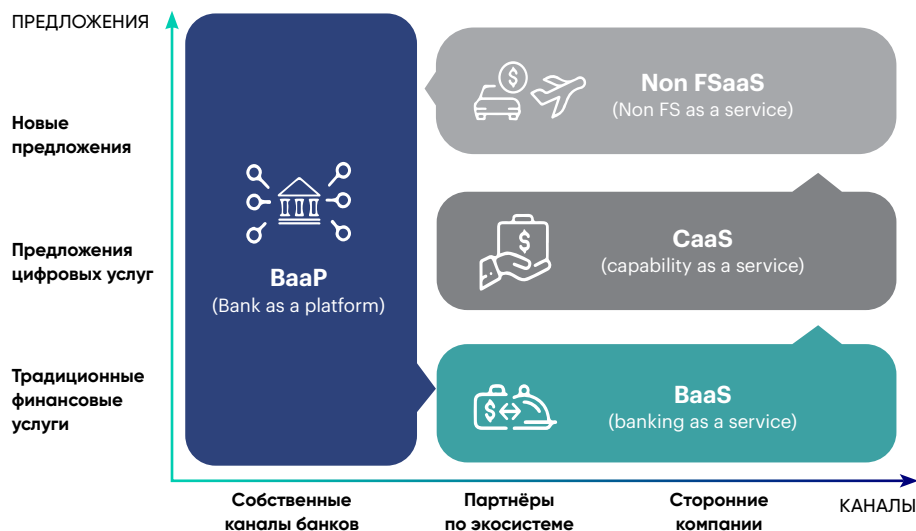 ПРЕДЛОЖЕНИЯ
Новые
предложения
Предложения
цифровых услуг
Традиционные
финансовые
услуги
BaaP
(Bank as a platform)
$
Non FSaaS
(Non FS as a service)
$
CaaS
(capability as a service)
$
BaaS
(banking as a service)
Собственные
каналы банков
Партнёры
по экосистеме
Сторонние
компании
КАНАЛЫ